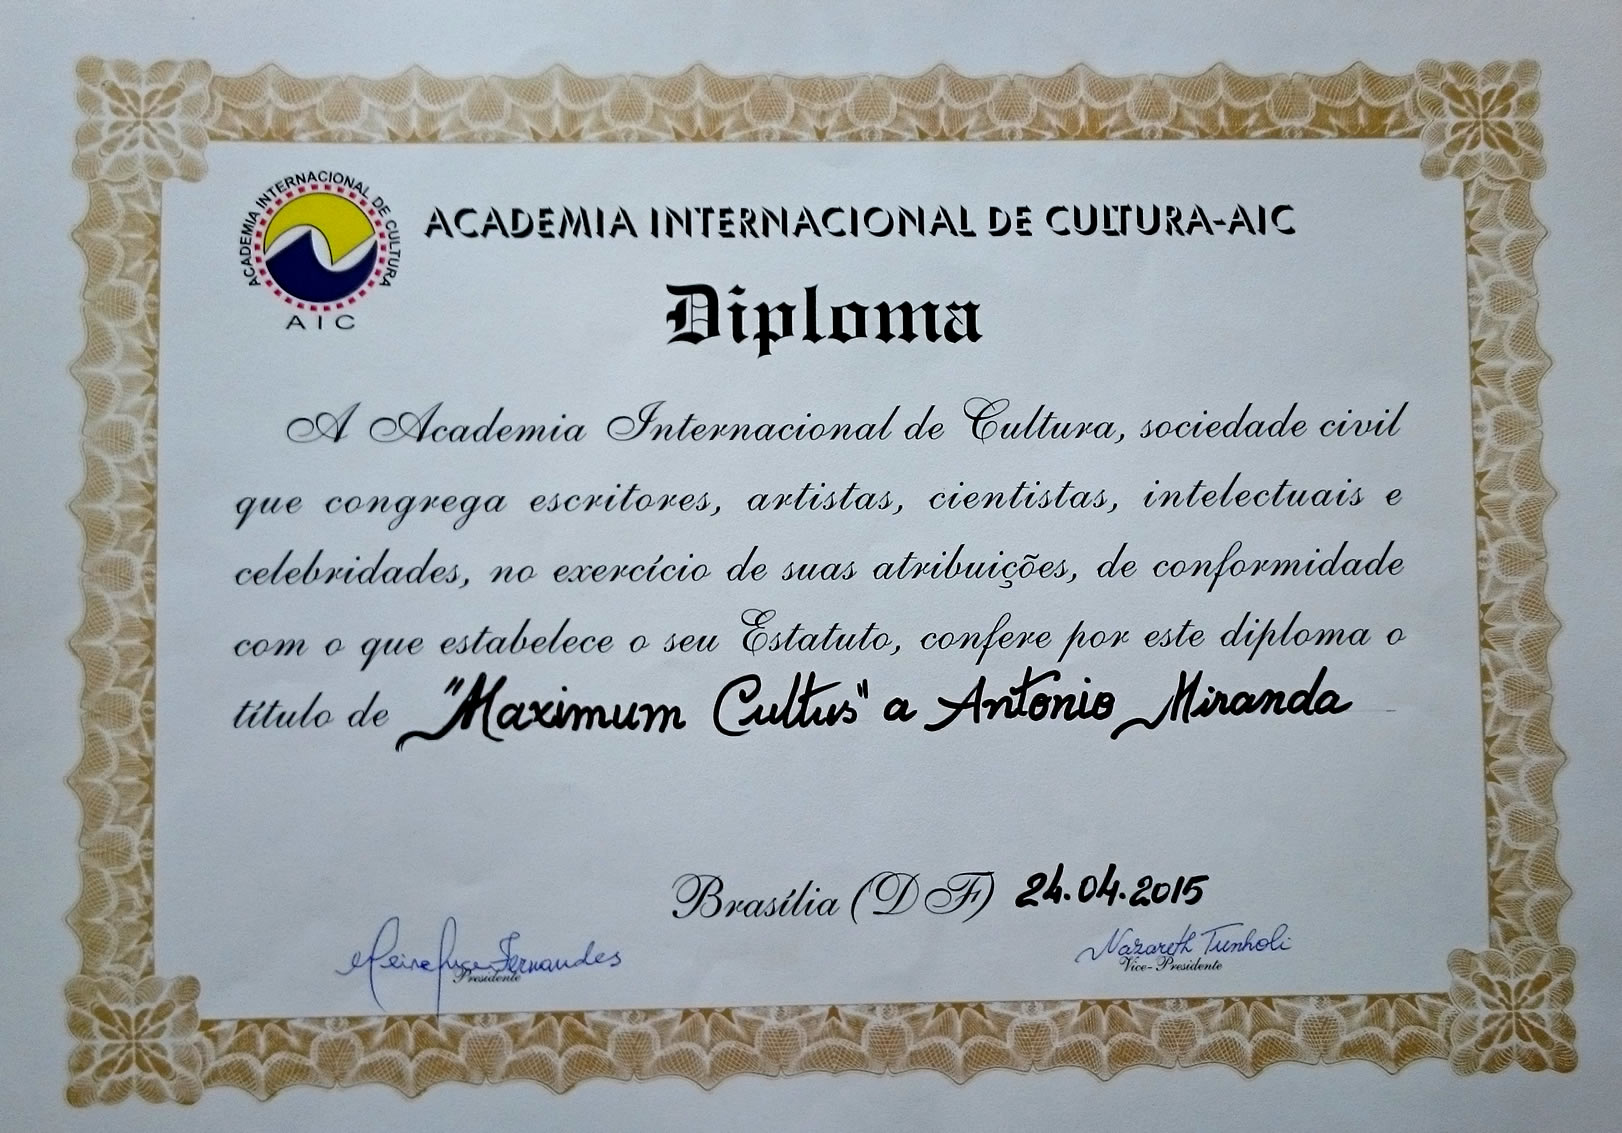 ACADEMIA INTERNACIONAL DE CULTURA
AIC
ACADEMIA INTERNACIONAL DE CULTURA-AIC
Diploma
A Academia Internacional de Cultura, sociedade civil
que congrega escritores, artistas, cientistas, intelectuais e
celebridades, no exercício de suas atribuições, de conformidade
com o que estabelece o seu Estatuto, confere por este diploma o
título de "Maximum Cultus" a Antonio Miranda
Brasília (DF) 24.04.2015
Meireluce Fernandes
Presidente
Nazareth Tunholi
Vice-Presidente